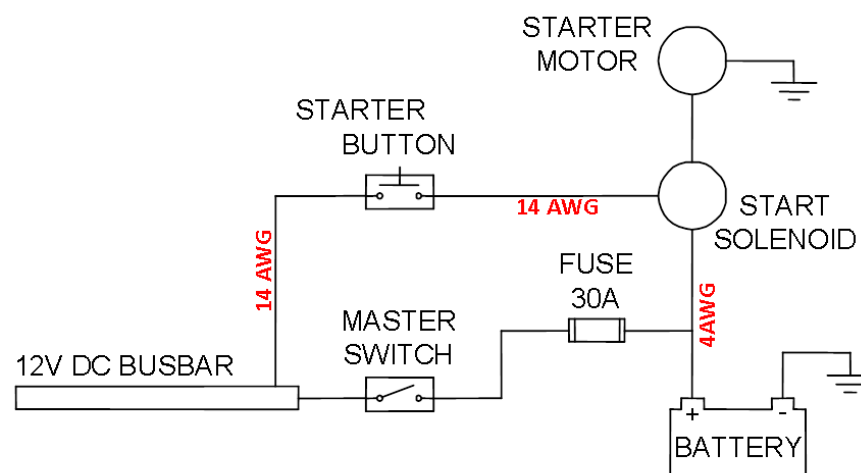 STARTER
MOTOR
STARTER
BUTTON
14 AWG
START
SOLENOID
14 AWG
FUSE
30A
4AWG
MASTER
SWITCH
12V DC BUSBAR
+ -
BATTERY